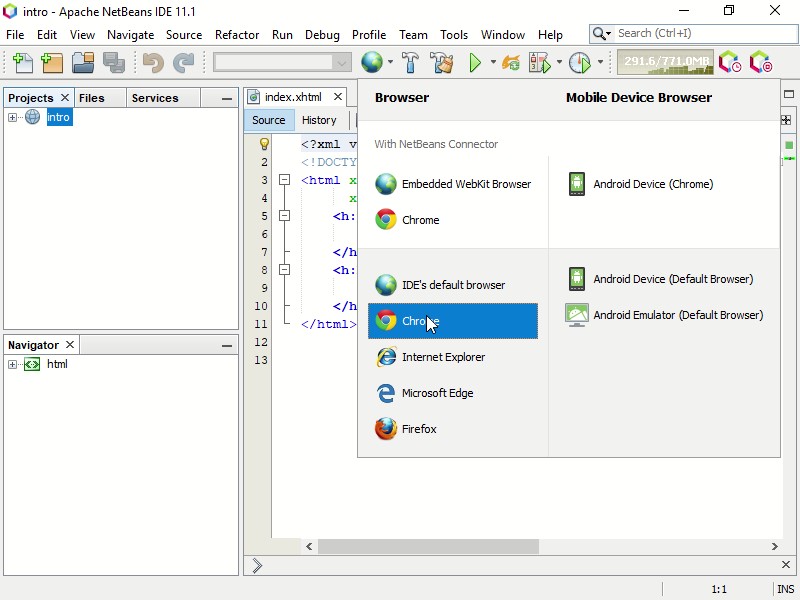 intro - Apache NetBeans IDE 11.1
File Edit View Navigate Source Refactor Run Debug Profile Team Tools Window Help
Search (Ctrl+I)
291.6/771.0MB
Projects Files Services
index.xhtml
Browser
Mobile Device Browser
Source History
intro
With NetBeans Connector
Embedded WebKit Browser
Android Device (Chrome)
Chrome
IDE's default browser
Android Device (Default Browser)
Chrome
Android Emulator (Default Browser)
Internet Explorer
Microsoft Edge
Firefox
<?xml v
2 <!DOCTY
3 <html x
4 x
5 <h:
6
7 </h
8 <h:
9
10 </h
11 </html>
12
13
Navigator
html
1:1 INS